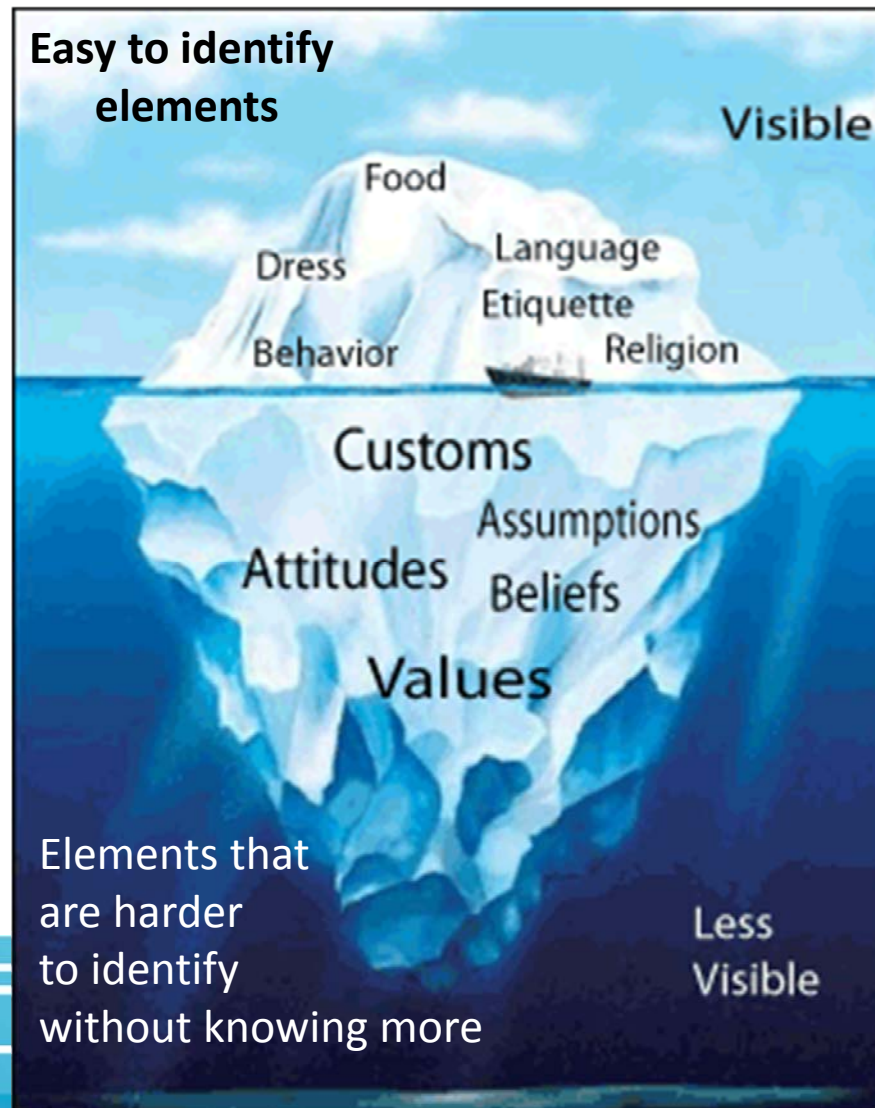 Easy to identify
elements
Visible
Food
Dress
Language
Etiquette
Behavior
Religion
Customs
Assumptions
Attitudes
Beliefs
Values
Elements that
are harder
to identify
without knowing more
Less
Visible